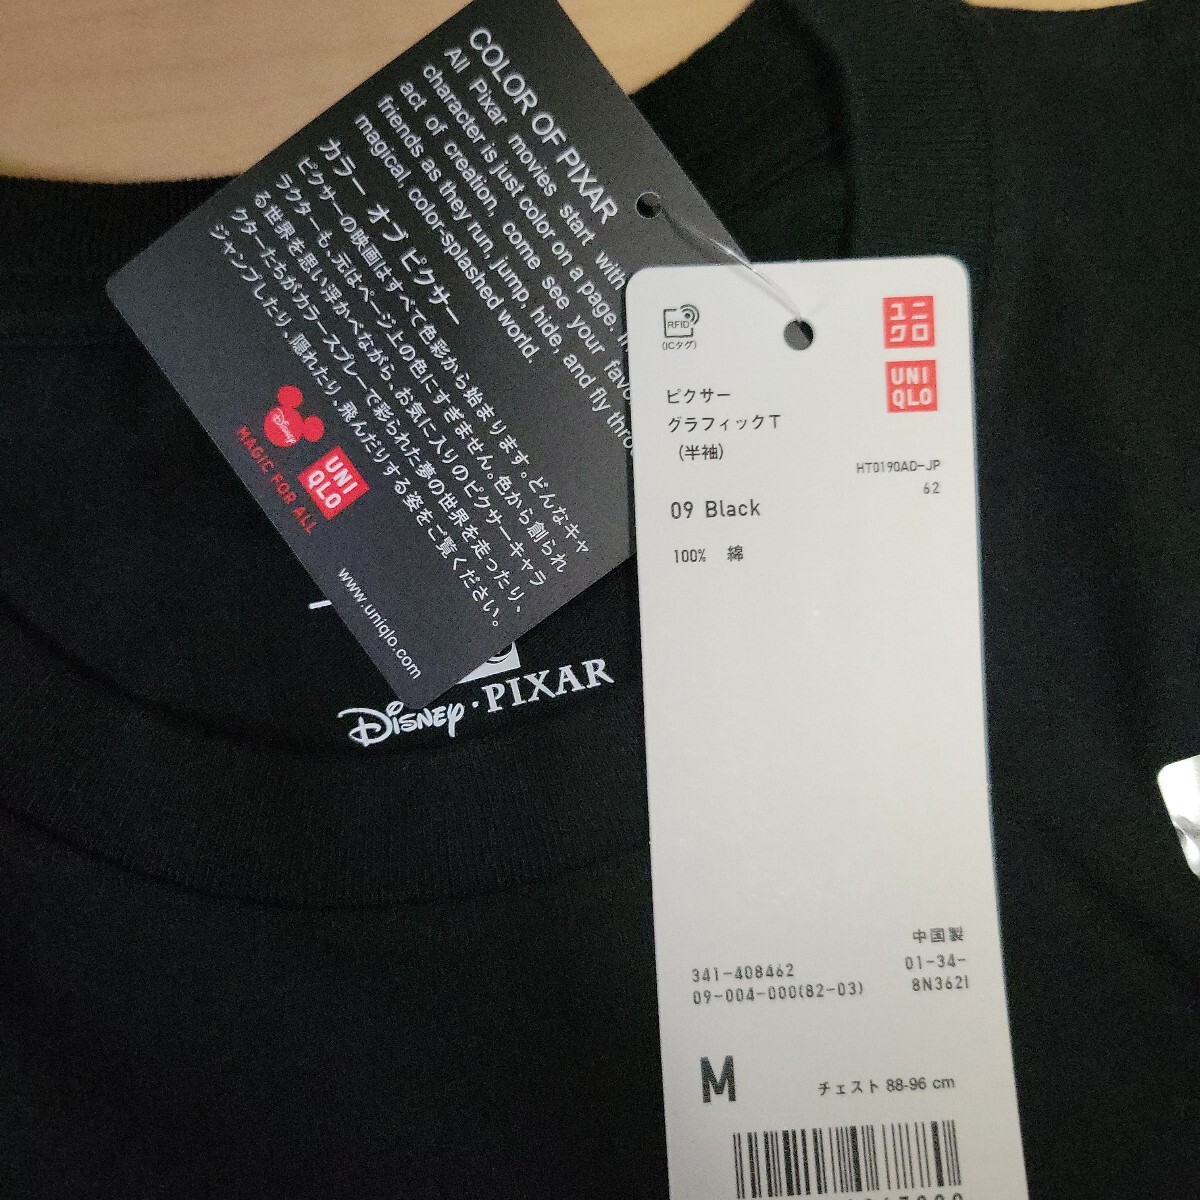 COLOR OF PIXAR
All Pixar movies start with
character is just color on a page. In
act of creation, come see your
friends as they run, jump, hide, and fly
magical, color-splashed world.
カラー オブ ピクサー
ピクサーの映画はすべて色彩から始まります。どんなキャ
ラクターも、元はページ上の色にすぎません。色から創られ
る世界を思い浮かべながら、お気に入りのピクサーキャラ
クターたちがカラースプレーで彩られた夢の世界を走ったり、
ジャンプしたり、隠れたり、飛んだりする姿をご覧ください。
Disney
MAGIC FOR ALL
UNI
QLO
www.uniqlo.com
Disney · PIXAR
RFID
(ICタグ)
ユニ
クロ
UNI
QLO
ピクサー
グラフィックT
(半袖)
HT0190AD-JP
62
09 Black
100% 綿
中国製
341-408462
01-34-
09-004-000(82-03)
8N3621
M
チェスト 88-96 cm